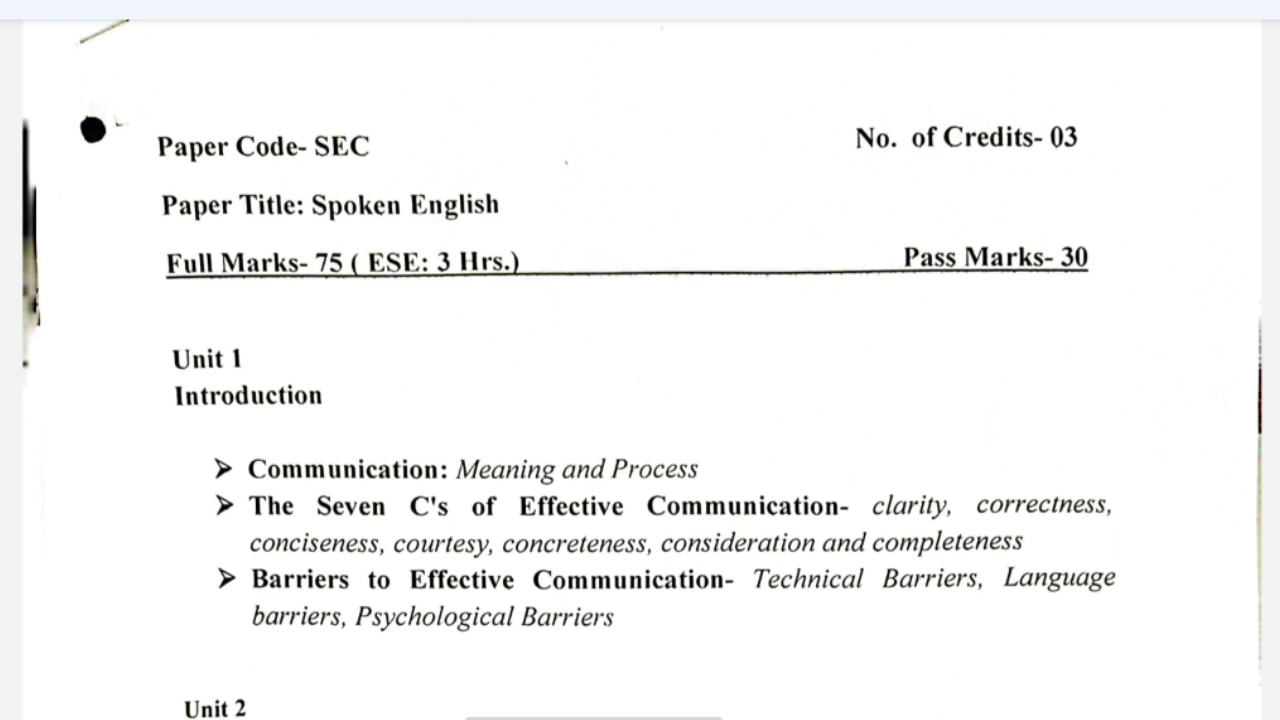 Paper Code- SEC
No. of Credits- 03
Paper Title: Spoken English
Full Marks- 75 ( ESE: 3 Hrs.)
Pass Marks- 30
Unit 1
Introduction
➢ Communication: Meaning and Process
➢ The Seven C's of Effective Communication- clarity, correctness,
conciseness, courtesy, concreteness, consideration and completeness
➢ Barriers to Effective Communication- Technical Barriers, Language
barriers, Psychological Barriers
Unit 2